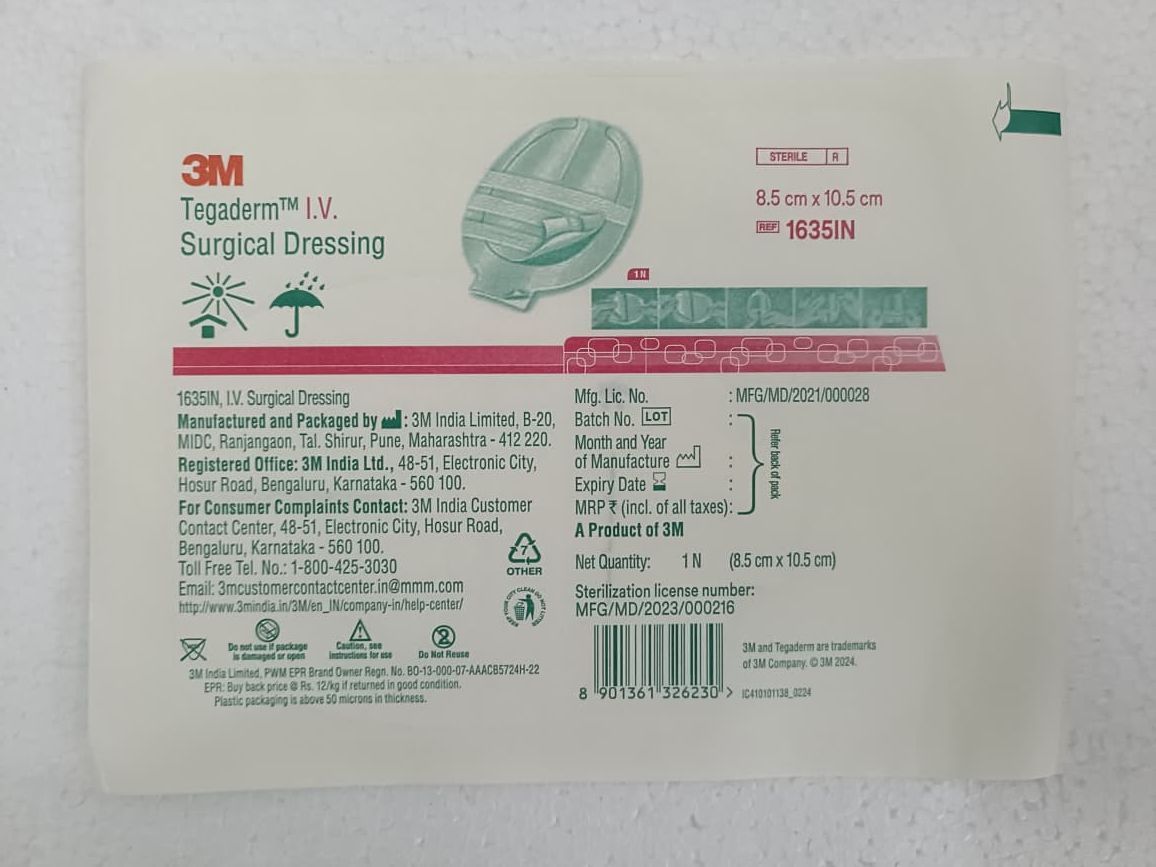 3M
Tegaderm™ I.V.
Surgical Dressing
STERILE R
8.5 cm x 10.5 cm
REF 1635IN
1 N
1635IN, I.V. Surgical Dressing
Manufactured and Packaged by : 3M India Limited, B-20,
MIDC, Ranjangaon, Tal. Shirur, Pune, Maharashtra - 412 220.
Registered Office: 3M India Ltd., 48-51, Electronic City,
Hosur Road, Bengaluru, Karnataka - 560 100.
For Consumer Complaints Contact: 3M India Customer
Contact Center, 48-51, Electronic City, Hosur Road,
Bengaluru, Karnataka - 560 100.
Toll Free Tel. No.: 1-800-425-3030
Email: 3mcustomercontactcenter.in@mmm.com
http://www.3mindia.in/3M/en_IN/company-in/help-center/
7
OTHER
KEEP YOUR CITY CLEAN DO NOT LITTER
Do not use if package
is damaged or open
Caution, see
instructions for use
2
Do Not Reuse
3M India Limited, PWM EPR Brand Owner Regn. No. BO-13-000-07-AAACB5724H-22
EPR: Buy back price @ Rs. 12/kg if returned in good condition.
Plastic packaging is above 50 microns in thickness.
Mfg. Lic. No. : MFG/MD/2021/000028
Batch No. LOT :
Month and Year
of Manufacture :
Expiry Date :
MRP ₹ (incl. of all taxes):
Refer back of pack
A Product of 3M
Net Quantity: 1 N (8.5 cm x 10.5 cm)
Sterilization license number:
MFG/MD/2023/000216
8 901361 326230 >
3M and Tegaderm are trademarks
of 3M Company. © 3M 2024.
IC410101138_0224